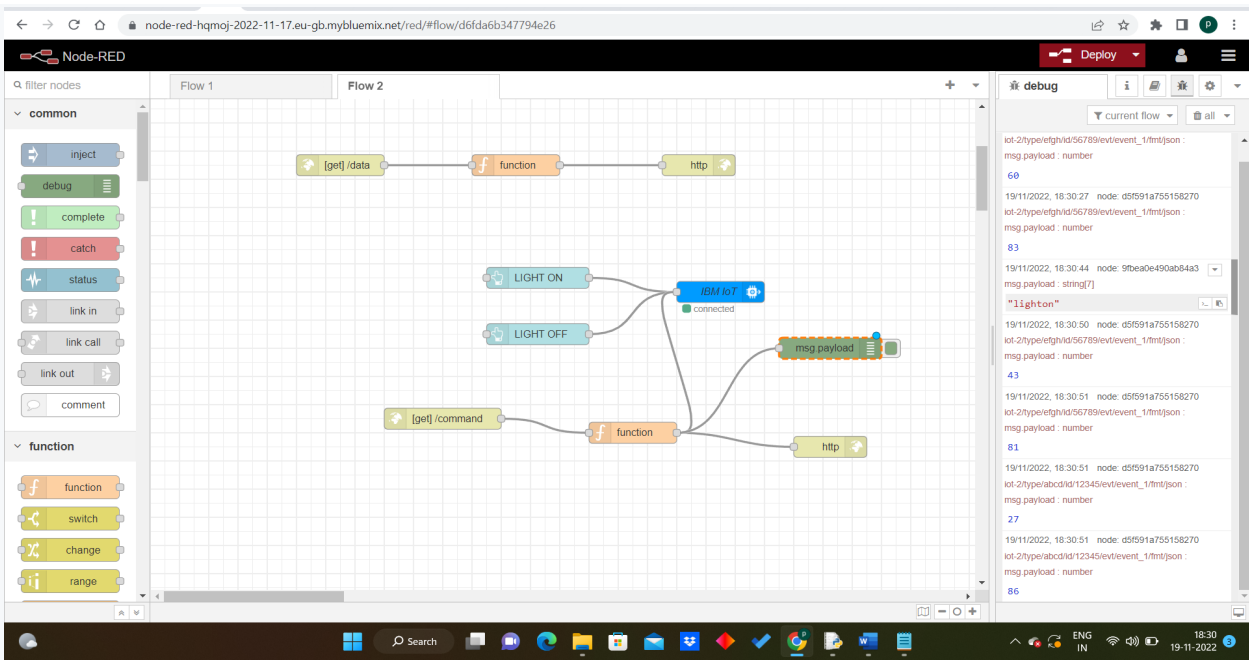 node-red-hqmoj-2022-11-17.eu-gb.mybluemix.net/red/#flow/d6fda6b347794e26
P
Node-RED
Deploy
filter nodes
Flow 1
Flow 2
debug
i
current flow
all
common
inject
debug
complete
catch
status
link in
link call
link out
comment
function
function
switch
change
range
[get] /data
function
http
LIGHT ON
IBM IoT
connected
LIGHT OFF
msg.payload
[get] /command
function
http
iot-2/type/efgh/id/56789/evt/event_1/fmt/json :
msg.payload : number
60
19/11/2022, 18:30:27 node: d5f591a755158270
iot-2/type/efgh/id/56789/evt/event_1/fmt/json :
msg.payload : number
83
19/11/2022, 18:30:44 node: 9fbea0e490ab84a3
msg.payload : string[7]
"lighton"
19/11/2022, 18:30:50 node: d5f591a755158270
iot-2/type/efgh/id/56789/evt/event_1/fmt/json :
msg.payload : number
43
19/11/2022, 18:30:51 node: d5f591a755158270
iot-2/type/efgh/id/56789/evt/event_1/fmt/json :
msg.payload : number
81
19/11/2022, 18:30:51 node: d5f591a755158270
iot-2/type/abcd/id/12345/evt/event_1/fmt/json :
msg.payload : number
27
19/11/2022, 18:30:51 node: d5f591a755158270
iot-2/type/abcd/id/12345/evt/event_1/fmt/json :
msg.payload : number
86
Search
ENG
IN
18:30
19-11-2022
3